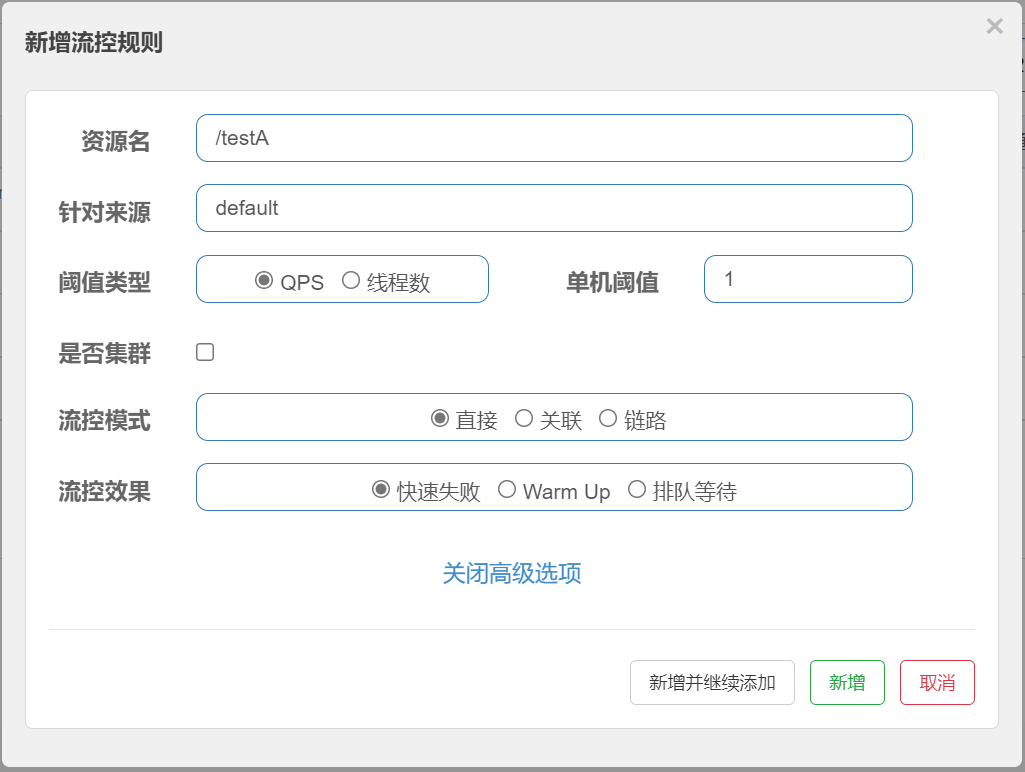 新增流控规则
×
资源名 /testA
针对来源 default
阈值类型 QPS 线程数 单机阈值 1
是否集群
流控模式 直接 关联 链路
流控效果 快速失败 Warm Up 排队等待
关闭高级选项
新增并继续添加 新增 取消